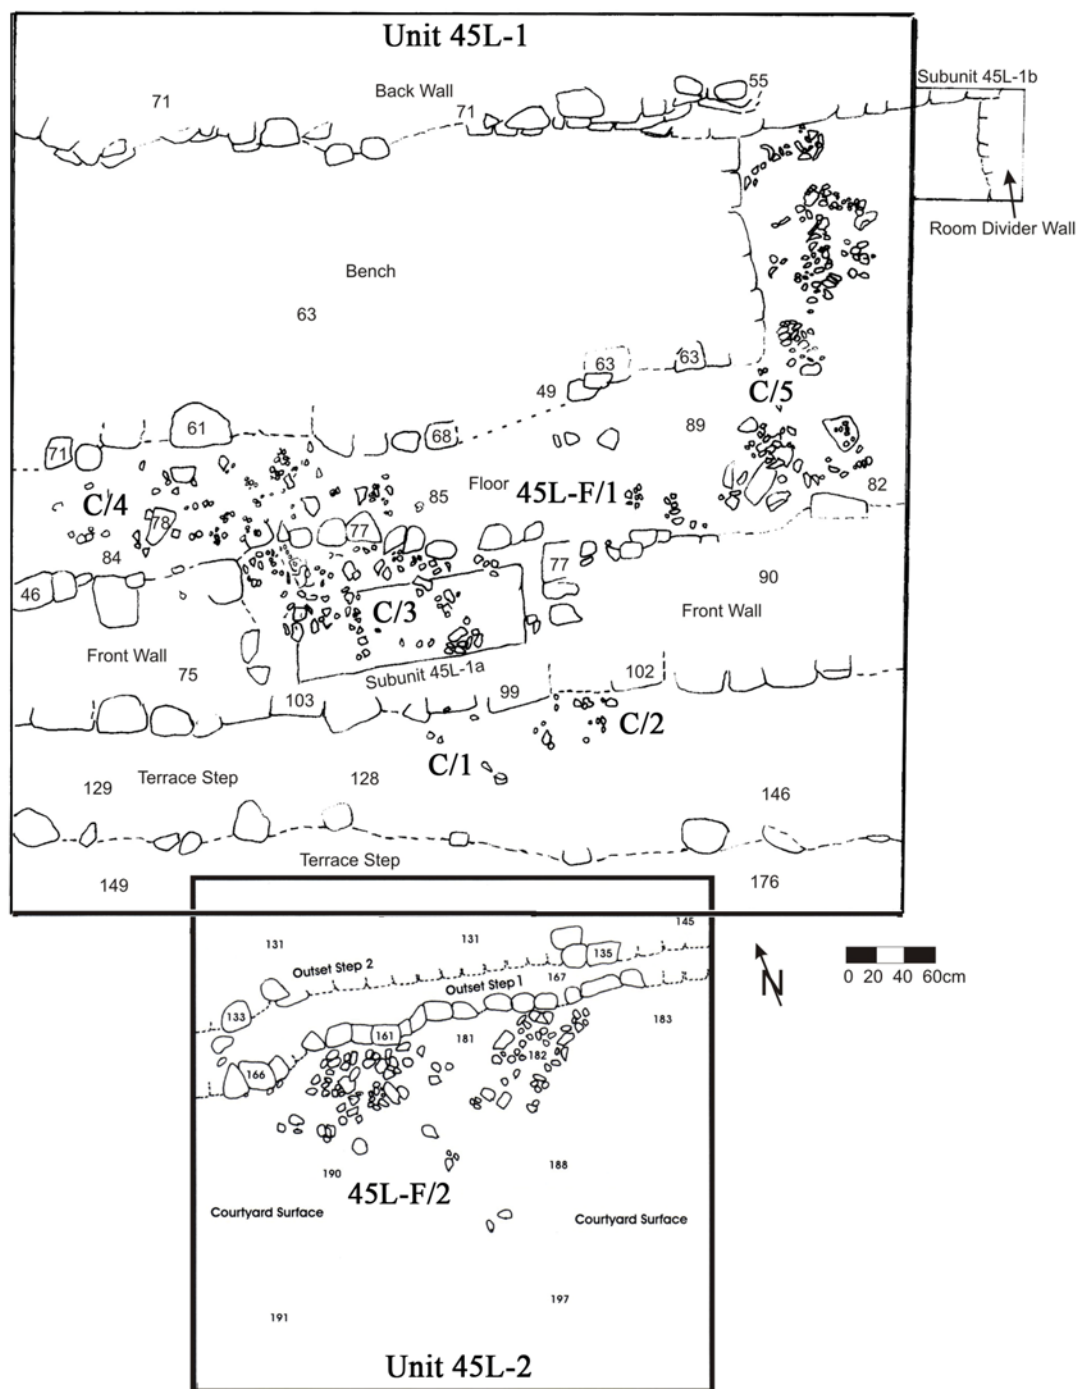 Unit 45L-1
55
Back Wall
71
71
Subunit 45L-1b
Room Divider Wall
Bench
63
63
63
49
C/5
61
68
71
89
Floor
85
45L-F/1
82
C/4
78
77
84
77
46
90
C/3
Front Wall
Front Wall
75
Subunit 45L-1a
102
99
103
C/2
C/1
128
Terrace Step
129
146
Terrace Step
149
176
145
131
131
135
N
0 20 40 60cm
Outset Step 2
167
Outset Step 1
133
183
161
181
182
166
190
188
45L-F/2
Courtyard Surface
Courtyard Surface
197
191
Unit 45L-2